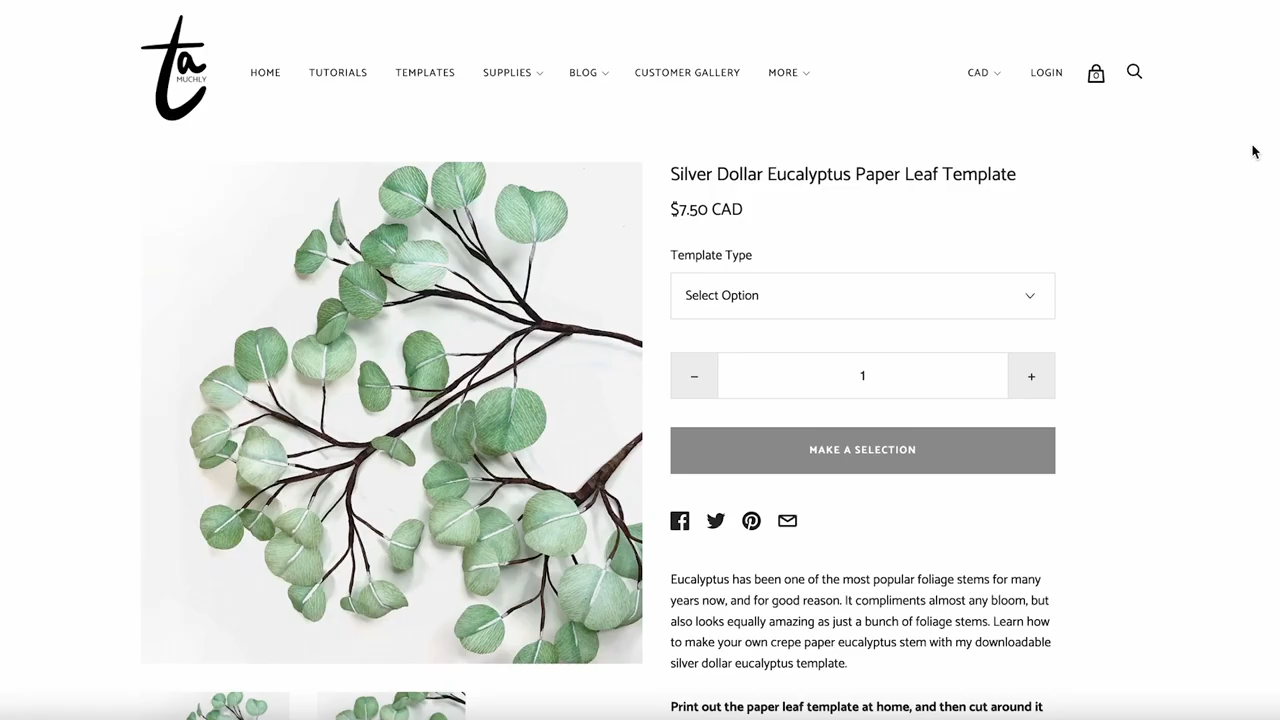 ta
MUCHLY
HOME TUTORIALS TEMPLATES SUPPLIES BLOG CUSTOMER GALLERY MORE CAD LOGIN 0
Silver Dollar Eucalyptus Paper Leaf Template
$7.50 CAD
Template Type
Select Option
− 1 +
MAKE A SELECTION
Eucalyptus has been one of the most popular foliage stems for many
years now, and for good reason. It compliments almost any bloom, but
also looks equally amazing as just a bunch of foliage stems. Learn how
to make your own crepe paper eucalyptus stem with my downloadable
silver dollar eucalyptus template.
Print out the paper leaf template at home, and then cut around it